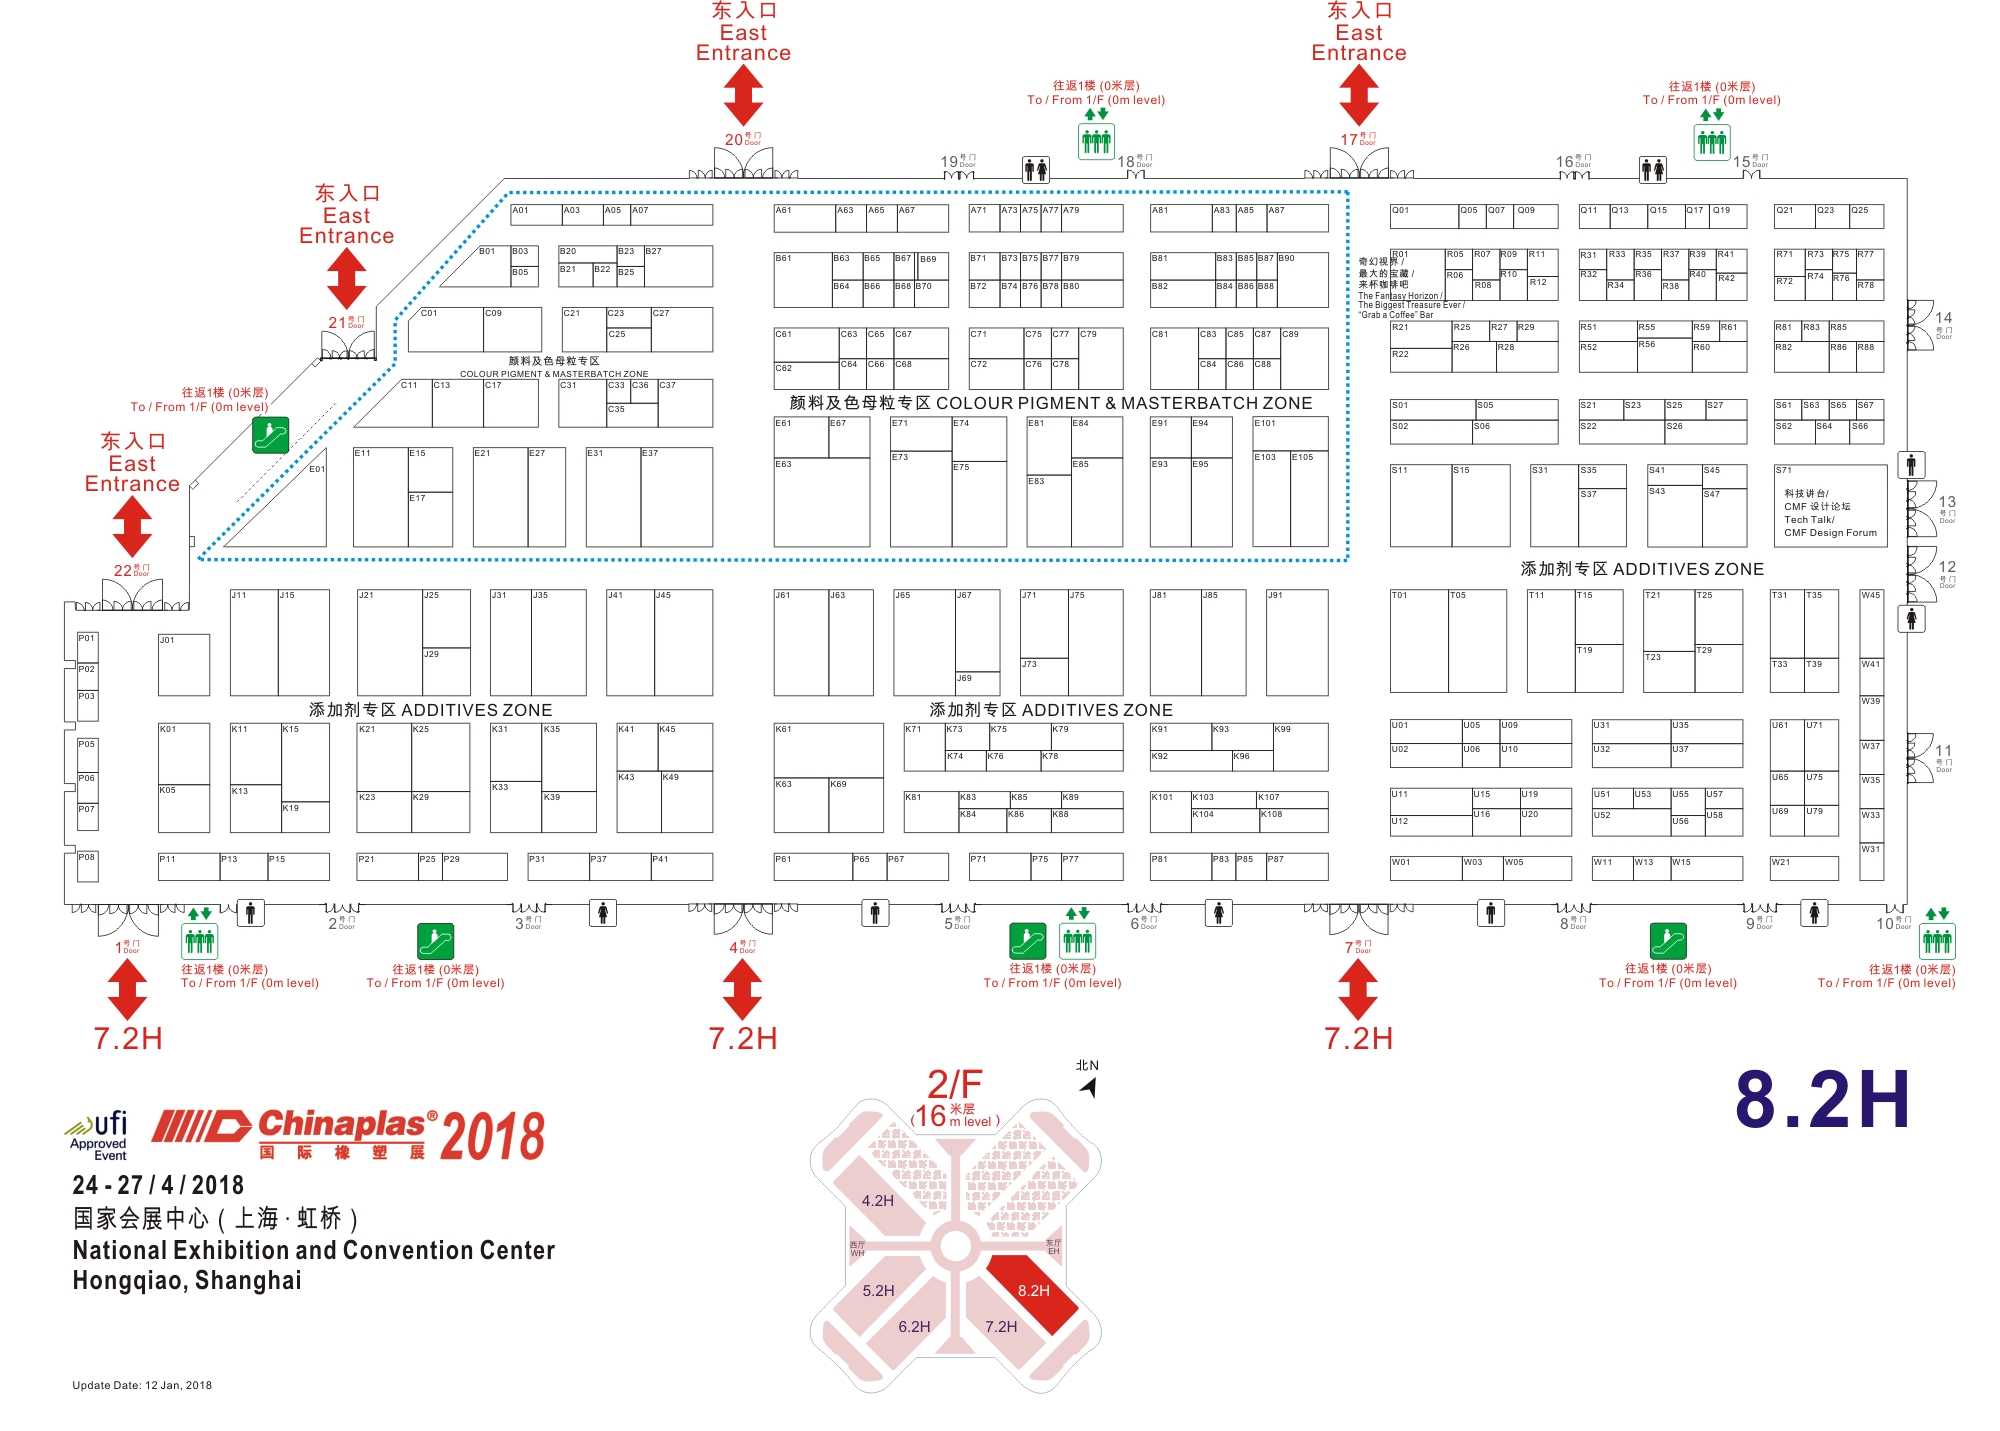 东入口
East
Entrance
东入口
East
Entrance
往返1楼 (0米层)
To / From 1/F (0m level)
往返1楼 (0米层)
To / From 1/F (0m level)
20号门 Door
19号门 Door
18号门 Door
17号门 Door
16号门 Door
15号门 Door
东入口
East
Entrance
21号门 Door
往返1楼 (0米层)
To / From 1/F (0m level)
东入口
East
Entrance
22号门 Door
A01 A03 A05 A07 A61 A63 A65 A67 A71 A73 A75 A77 A79 A81 A83 A85 A87 Q01 Q05 Q07 Q09 Q11 Q13 Q15 Q17 Q19 Q21 Q23 Q25
B01 B03 B20 B23 B27 B61 B63 B65 B67 B69 B71 B73 B75 B77 B79 B81 B83 B85 B87 B90 R01 R05 R07 R09 R11 R31 R33 R35 R37 R39 R41 R71 R73 R75 R77
B05 B21 B22 B25 B64 B66 B68 B70 B72 B74 B76 B78 B80 B82 B84 B86 B88 R06 R08 R10 R12 R32 R34 R36 R38 R40 R42 R72 R74 R76 R78
奇幻视界 /
最大的宝藏 /
来杯咖啡吧
The Fantasy Horizon /
The Biggest Treasure Ever /
“Grab a Coffee” Bar
C01 C09 C21 C23 C27 C61 C63 C65 C67 C71 C75 C77 C79 C81 C83 C85 C87 C89 R21 R25 R27 R29 R51 R55 R59 R61 R81 R83 R85
C25 C62 C64 C66 C68 C72 C76 C78 C84 C86 C88 R22 R26 R28 R52 R56 R60 R82 R86 R88
14号门 Door
颜料及色母粒专区
COLOUR PIGMENT & MASTERBATCH ZONE
C11 C13 C17 C31 C33 C36 C37
C35
颜料及色母粒专区 COLOUR PIGMENT & MASTERBATCH ZONE
S01 S05 S21 S23 S25 S27 S61 S63 S65 S67
S02 S06 S22 S26 S62 S64 S66
E01 E11 E15 E21 E27 E31 E37 E61 E67 E71 E74 E81 E84 E91 E94 E101
E17 E63 E73 E75 E83 E85 E93 E95 E103 E105
S11 S15 S31 S35 S41 S45 S71
S37 S43 S47
科技讲台/
CMF 设计论坛
Tech Talk/
CMF Design Forum
13号门 Door
12号门 Door
添加剂专区 ADDITIVES ZONE
J11 J15 J21 J25 J31 J35 J41 J45 J61 J63 J65 J67 J71 J75 J81 J85 J91 T01 T05 T11 T15 T21 T25 T31 T35 W45
P01 J01 J29 J73 J69 T19 T23 T29 T33 T39 W41
P02
P03
W39
添加剂专区 ADDITIVES ZONE
添加剂专区 ADDITIVES ZONE
K01 K11 K15 K21 K25 K31 K35 K41 K45 K61 K71 K73 K75 K79 K91 K93 K99 U01 U05 U09 U31 U35 U61 U71
P05 K74 K76 K78 K92 K96 U02 U06 U10 U32 U37 W37
11号门 Door
P06 K05 K13 K23 K29 K33 K43 K49 K63 K69 U65 U75 W35
P07 K19 K39 K81 K83 K85 K89 K101 K103 K107 U11 U15 U19 U51 U53 U55 U57
K84 K86 K88 K104 K108 U12 U16 U20 U52 U56 U58 U69 U79 W33
P08 P11 P13 P15 P21 P25 P29 P31 P37 P41 P61 P65 P67 P71 P75 P77 P81 P83 P85 P87 W01 W03 W05 W11 W13 W15 W21 W31
1号门 Door
2号门 Door
3号门 Door
4号门 Door
5号门 Door
6号门 Door
7号门 Door
8号门 Door
9号门 Door
10号门 Door
往返1楼 (0米层)
To / From 1/F (0m level)
往返1楼 (0米层)
To / From 1/F (0m level)
往返1楼 (0米层)
To / From 1/F (0m level)
往返1楼 (0米层)
To / From 1/F (0m level)
往返1楼 (0米层)
To / From 1/F (0m level)
7.2H
7.2H
7.2H
北N
2/F
(16米层 m level)
8.2H
ufi
Approved
Event
Chinaplas® 2018
国际橡塑展
24 - 27 / 4 / 2018
国家会展中心 ( 上海 · 虹桥 )
National Exhibition and Convention Center
Hongqiao, Shanghai
4.2H
西厅
WH
东厅
EH
5.2H
8.2H
6.2H
7.2H
Update Date: 12 Jan, 2018